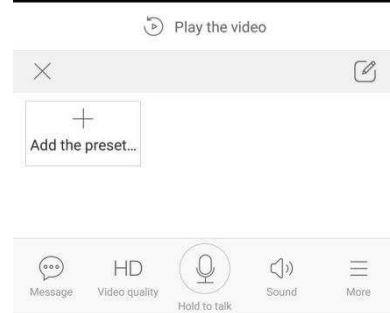 Play the video
Add the preset...
HD
Message
Video quality
Hold to talk
Sound
More